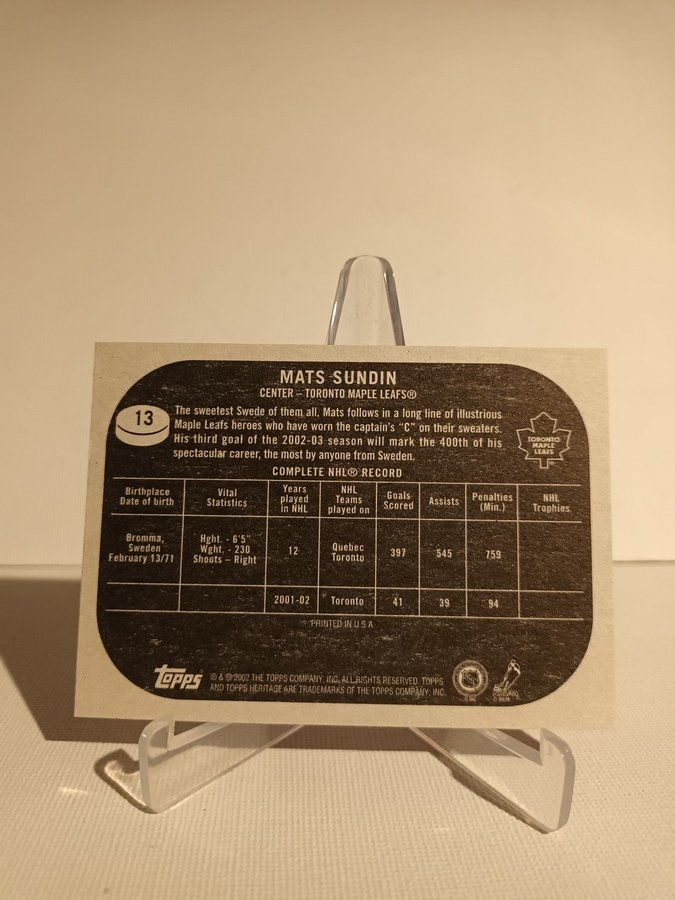 MATS SUNDIN
CENTER – TORONTO MAPLE LEAFS®
13
The sweetest Swede of them all, Mats follows in a long line of illustrious
Maple Leafs heroes who have worn the captain's "C" on their sweaters.
His third goal of the 2002-03 season will mark the 400th of his
spectacular career, the most by anyone from Sweden.
TORONTO
MAPLE
LEAFS
COMPLETE NHL® RECORD
Birthplace
Date of birth
Vital
Statistics
Years
played
in NHL
NHL
Teams
played on
Goals
Scored
Assists
Penalties
(Min.)
NHL
Trophies
Bromma,
Sweden
February 13/71
Hght. - 6'5"
Wght. - 230
Shoots – Right
12
Quebec
Toronto
397
545
759
2001-02
Toronto
41
39
94
PRINTED IN U S A
Topps
® & © 2002 THE TOPPS COMPANY, INC. ALL RIGHTS RESERVED. TOPPS
AND TOPPS HERITAGE ARE TRADEMARKS OF THE TOPPS COMPANY, INC.